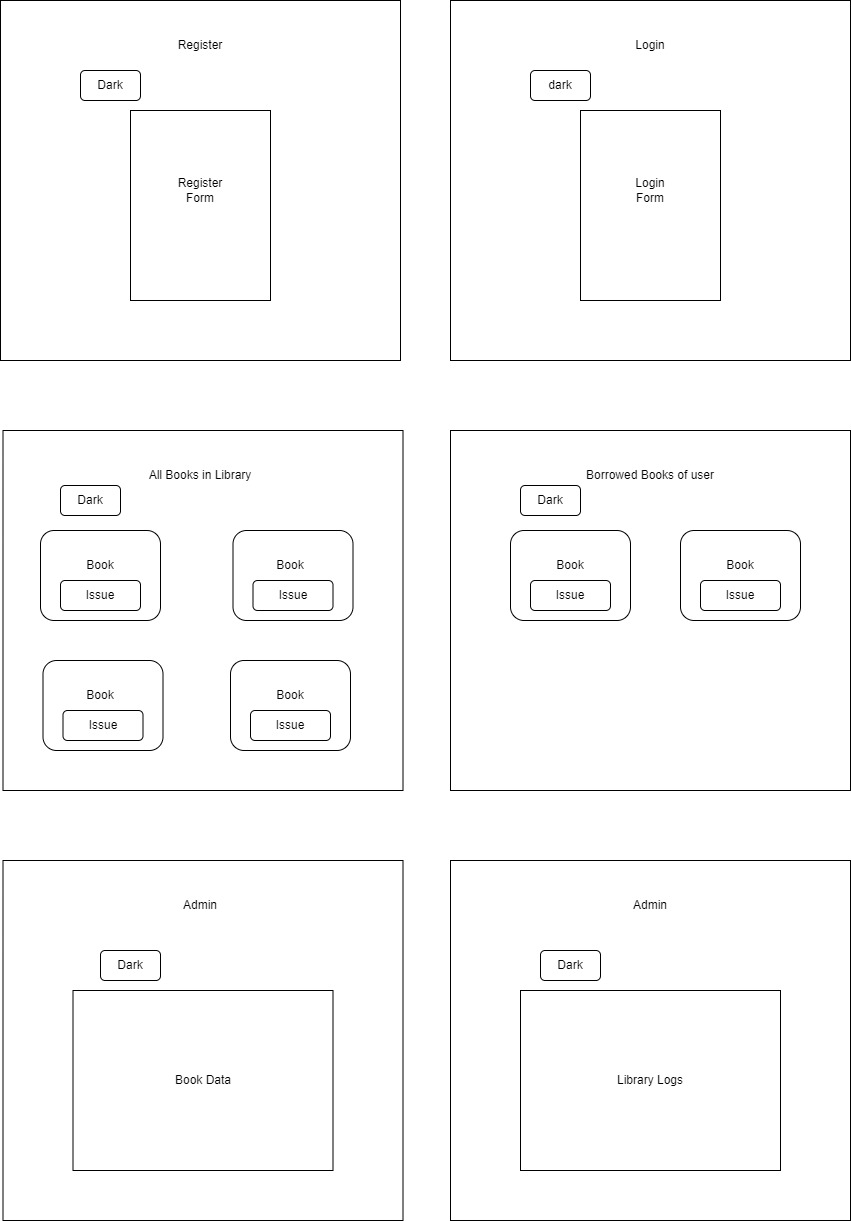 Register
Dark
Register
Form
Login
dark
Login
Form
All Books in Library
Dark
Book
Issue
Book
Issue
Book
Issue
Book
Issue
Borrowed Books of user
Dark
Book
Issue
Book
Issue
Admin
Dark
Book Data
Admin
Dark
Library Logs